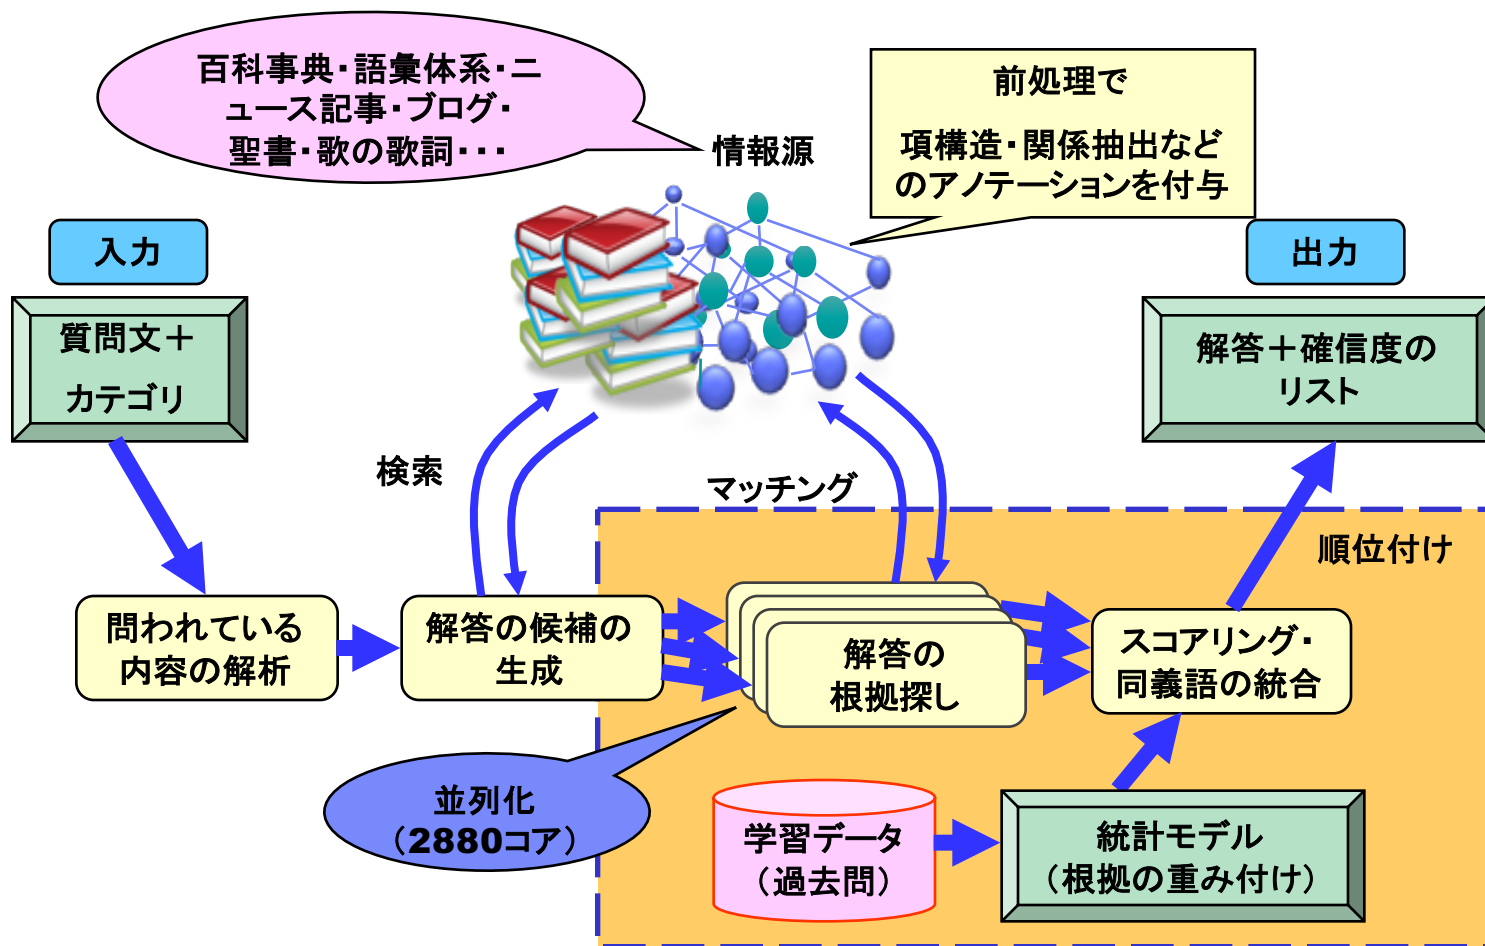 百科事典・語彙体系・ニ
ュース記事・ブログ・
聖書・歌の歌詞・・・
情報源
前処理で
項構造・関係抽出など
のアノテーションを付与
入力
出力
質問文＋
カテゴリ
解答＋確信度の
リスト
検索
マッチング
順位付け
問われている
内容の解析
解答の候補の
生成
解答の
根拠探し
スコアリング・
同義語の統合
並列化
（2880コア）
学習データ
（過去問）
統計モデル
（根拠の重み付け）